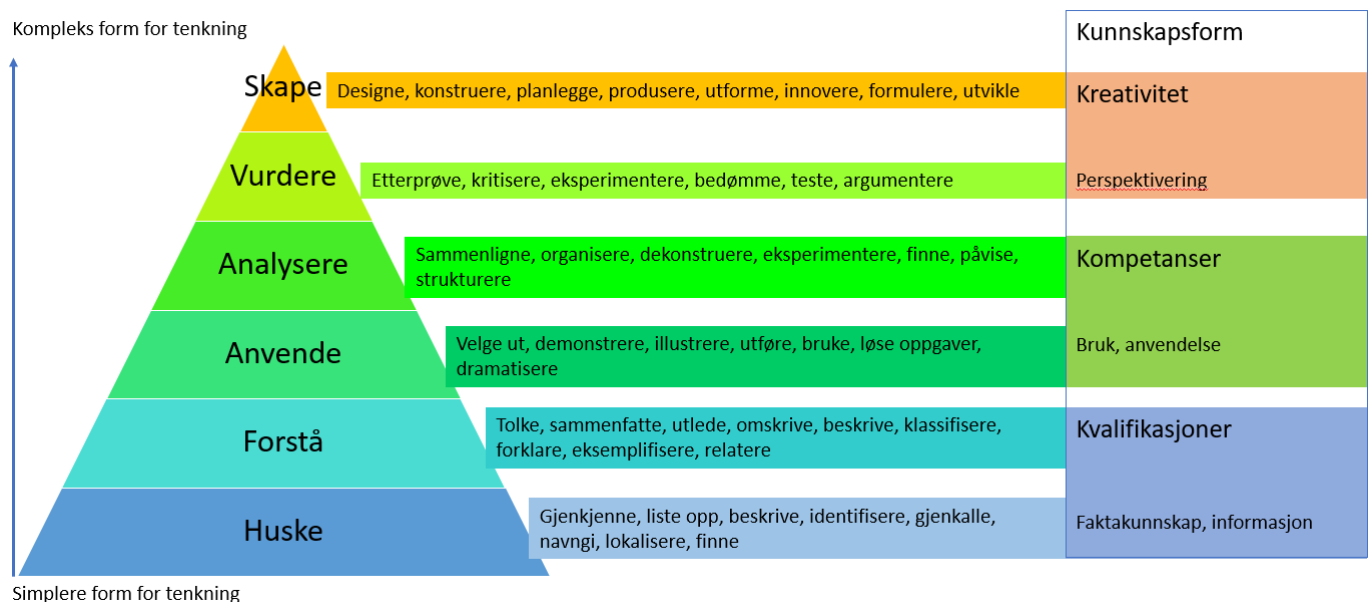 Kompleks form for tenkning
Kunnskapsform
Skape
Designe, konstruere, planlegge, produsere, utforme, innovere, formulere, utvikle
Kreativitet
Vurdere
Etterprøve, kritisere, eksperimentere, bedømme, teste, argumentere
Perspektivering
Analysere
Sammenligne, organisere, dekonstruere, eksperimentere, finne, påvise,
strukturere
Kompetanser
Anvende
Velge ut, demonstrere, illustrere, utføre, bruke, løse oppgaver,
dramatisere
Bruk, anvendelse
Forstå
Tolke, sammenfatte, utlede, omskrive, beskrive, klassifisere,
forklare, eksemplifisere, relatere
Kvalifikasjoner
Huske
Gjenkjenne, liste opp, beskrive, identifisere, gjenkalle,
navngi, lokalisere, finne
Faktakunnskap, informasjon
Simplere form for tenkning